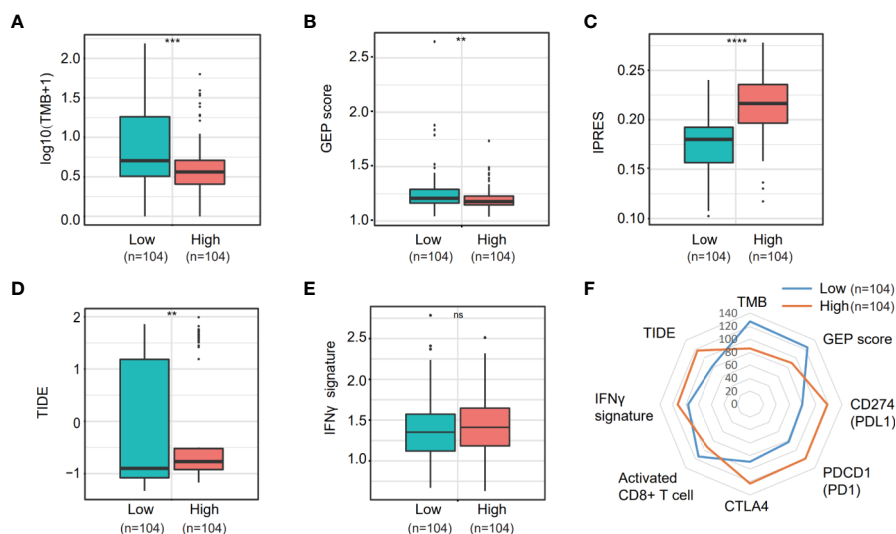 A
***
log10(TMB+1)
2.0
1.5
1.0
0.5
0.0
Low
High
(n=104)
(n=104)
B
**
GEP score
2.5
2.0
1.5
1.0
Low
High
(n=104)
(n=104)
C
****
IPRES
0.25
0.20
0.15
0.10
Low
High
(n=104)
(n=104)
D
**
TIDE
2
1
0
−1
Low
High
(n=104)
(n=104)
E
ns
IFNγ signature
2.5
2.0
1.5
1.0
Low
High
(n=104)
(n=104)
F
Low (n=104)
High (n=104)
TMB
140
120
100
80
60
40
20
0
GEP score
CD274
(PDL1)
PDCD1
(PD1)
CTLA4
Activated
CD8+ T cell
IFNγ
signature
TIDE